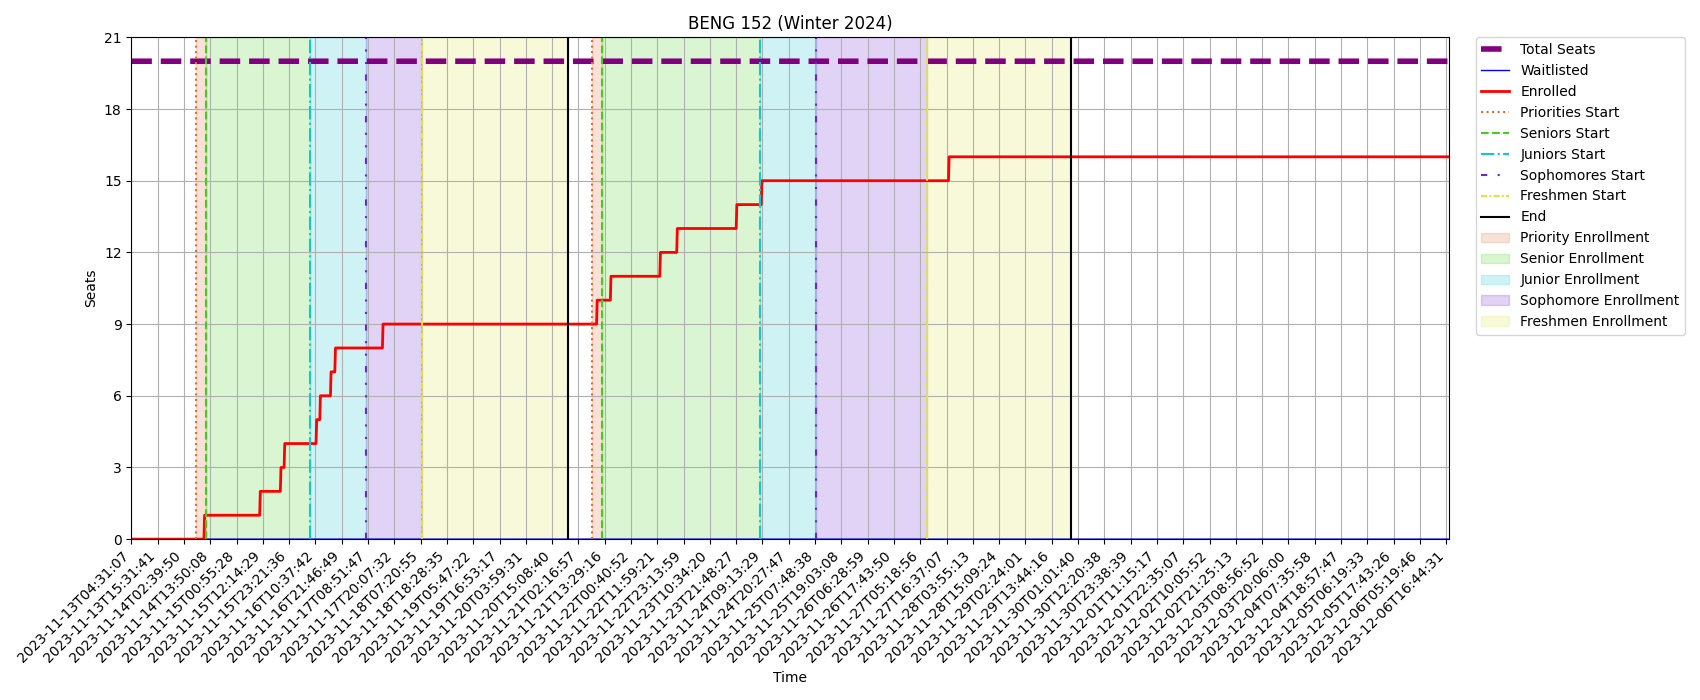 BENG 152 (Winter 2024)
21
18
15
12
9
6
3
0
Seats
2023-11-13T04:31:07
2023-11-13T15:31:41
2023-11-14T02:39:50
2023-11-14T13:50:08
2023-11-15T00:55:28
2023-11-15T12:14:29
2023-11-15T23:21:36
2023-11-16T10:37:42
2023-11-16T21:46:49
2023-11-17T08:51:47
2023-11-17T20:07:32
2023-11-18T07:20:55
2023-11-18T18:28:35
2023-11-19T05:47:22
2023-11-19T16:53:17
2023-11-20T03:59:31
2023-11-20T15:08:40
2023-11-21T02:16:57
2023-11-21T13:29:16
2023-11-22T00:40:52
2023-11-22T11:59:21
2023-11-22T23:13:59
2023-11-23T10:34:20
2023-11-23T21:48:27
2023-11-24T09:13:29
2023-11-24T20:27:47
2023-11-25T07:48:38
2023-11-25T19:03:08
2023-11-26T06:28:59
2023-11-26T17:43:50
2023-11-27T05:18:56
2023-11-27T16:37:07
2023-11-28T03:55:13
2023-11-28T15:09:24
2023-11-29T02:24:01
2023-11-29T13:44:16
2023-11-30T01:01:40
2023-11-30T12:20:38
2023-11-30T23:38:39
2023-12-01T11:15:17
2023-12-01T22:35:07
2023-12-02T10:05:52
2023-12-02T21:25:13
2023-12-03T08:56:52
2023-12-03T20:06:00
2023-12-04T07:35:58
2023-12-04T18:57:47
2023-12-05T06:19:33
2023-12-05T17:43:26
2023-12-06T05:19:46
2023-12-06T16:44:31
Time
Total Seats
Waitlisted
Enrolled
Priorities Start
Seniors Start
Juniors Start
Sophomores Start
Freshmen Start
End
Priority Enrollment
Senior Enrollment
Junior Enrollment
Sophomore Enrollment
Freshmen Enrollment